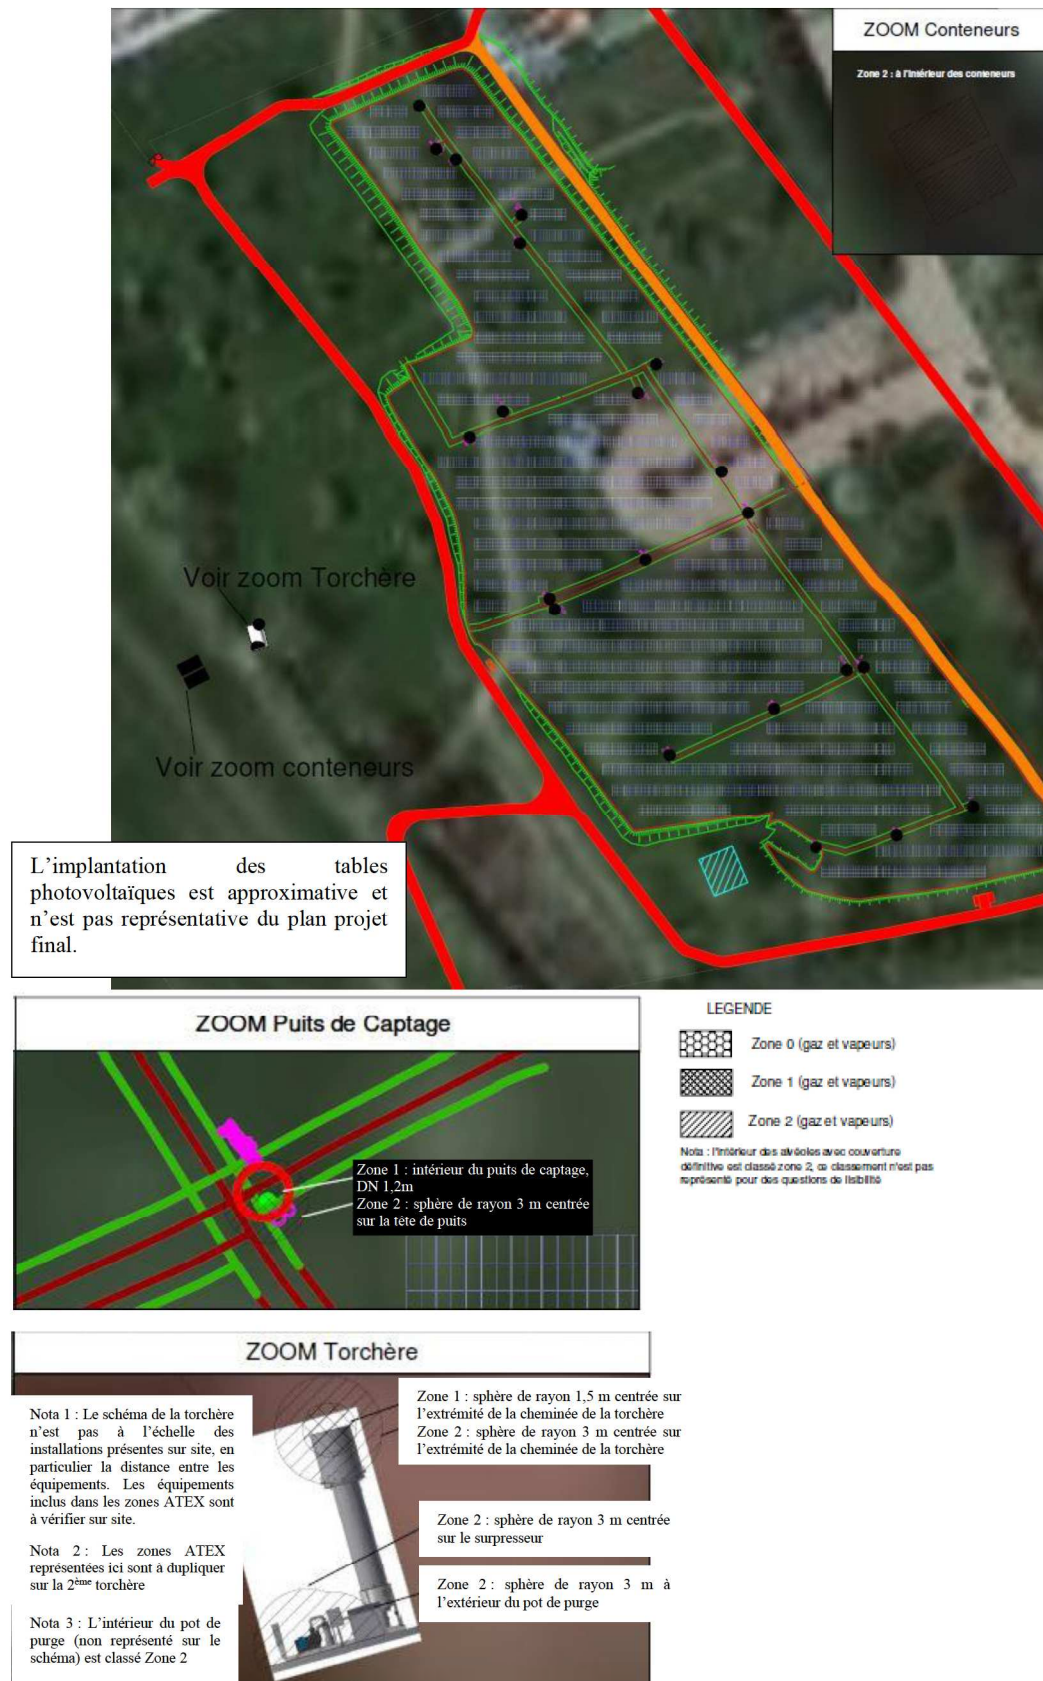 ZOOM Conteneurs
Zone 2 : à l'intérieur des conteneurs
Voir zoom Torchère
Voir zoom conteneurs
L'implantation des tables
photovoltaïques est approximative et
n'est pas représentative du plan projet
final.
ZOOM Puits de Captage
Zone 1 : intérieur du puits de captage,
DN 1,2m
Zone 2 : sphère de rayon 3 m centrée
sur la tête de puits
LEGENDE
Zone 0 (gaz et vapeurs)
Zone 1 (gaz et vapeurs)
Zone 2 (gaz et vapeurs)
Nota : l'intérieur des alvéoles avec couverture
définitive est classé zone 2, ce classement n'est pas
représenté pour des questions de lisibilité
ZOOM Torchère
Nota 1 : Le schéma de la torchère
n'est pas à l'échelle des
installations présentes sur site, en
particulier la distance entre les
équipements. Les équipements
inclus dans les zones ATEX sont
à vérifier sur site.
Nota 2 : Les zones ATEX
représentées ici sont à dupliquer
sur la 2ème torchère
Nota 3 : L'intérieur du pot de
purge (non représenté sur le
schéma) est classé Zone 2
Zone 1 : sphère de rayon 1,5 m centrée sur
l'extrémité de la cheminée de la torchère
Zone 2 : sphère de rayon 3 m centrée sur
l'extrémité de la cheminée de la torchère
Zone 2 : sphère de rayon 3 m centrée
sur le surpresseur
Zone 2 : sphère de rayon 3 m à
l'extérieur du pot de purge